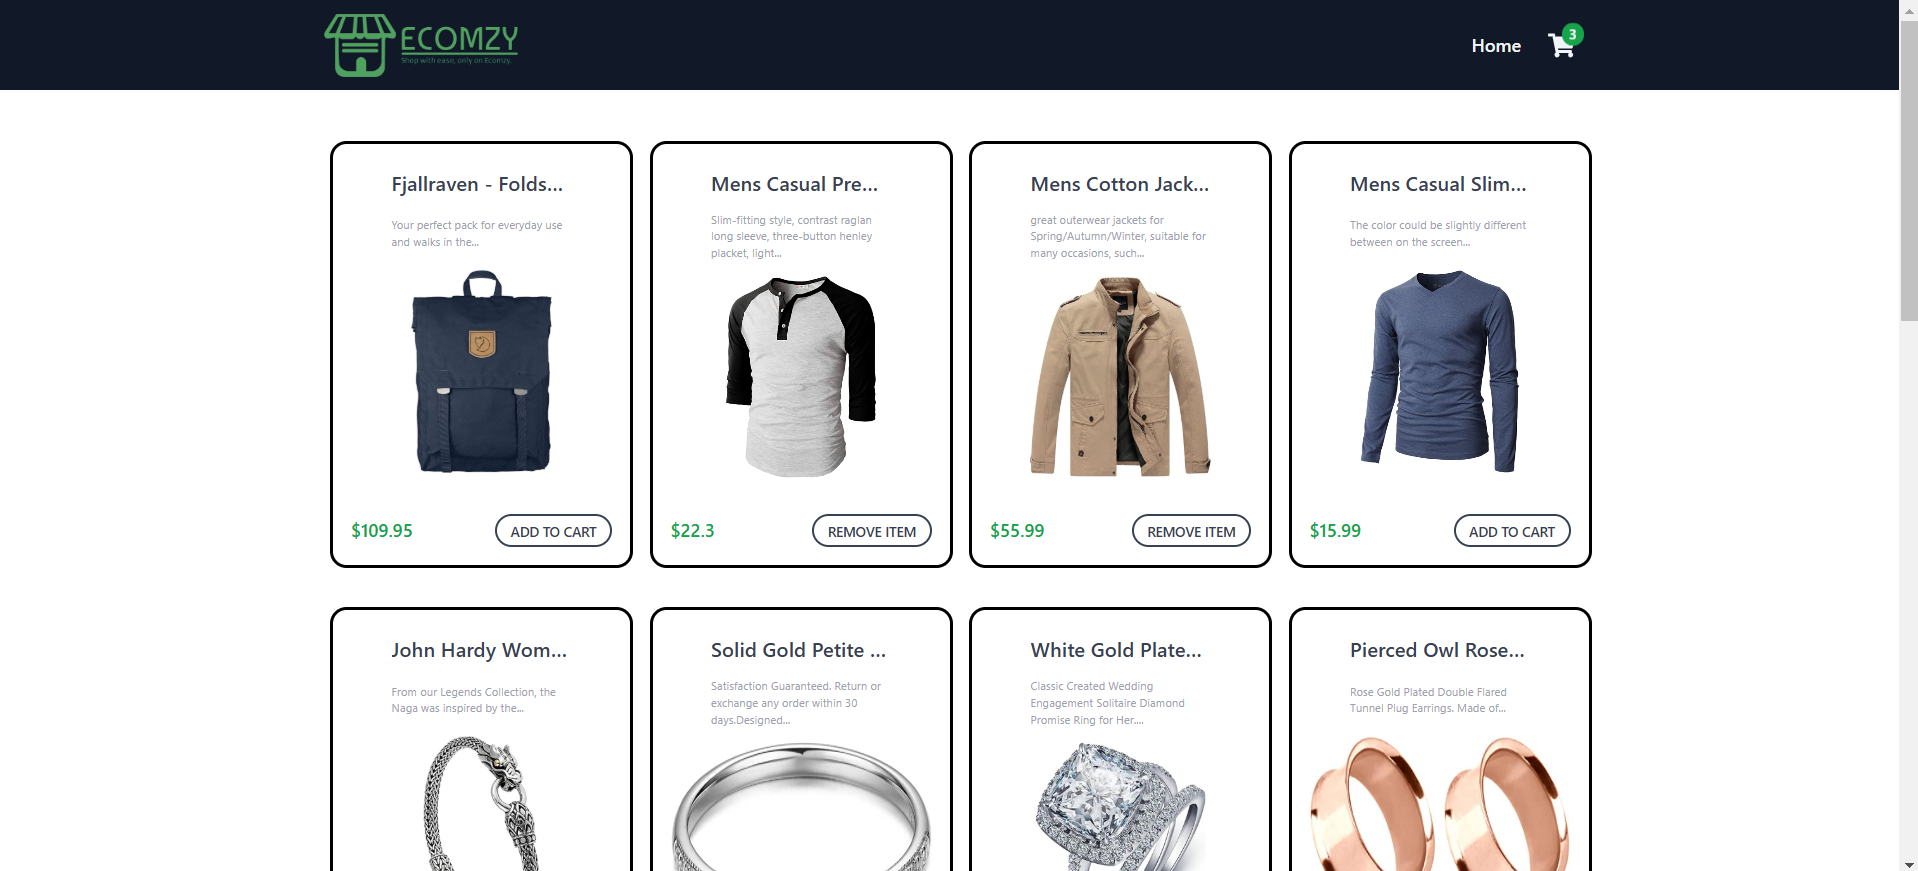 ECOMZY
Shop with ease, only on Ecomzy.
Home
3
Fjallraven - Folds...
Your perfect pack for everyday use
and walks in the...
$109.95
ADD TO CART
Mens Casual Pre...
Slim-fitting style, contrast raglan
long sleeve, three-button henley
placket, light...
$22.3
REMOVE ITEM
Mens Cotton Jack...
great outerwear jackets for
Spring/Autumn/Winter, suitable for
many occasions, such...
$55.99
REMOVE ITEM
Mens Casual Slim...
The color could be slightly different
between on the screen...
$15.99
ADD TO CART
John Hardy Wom...
From our Legends Collection, the
Naga was inspired by the...
Solid Gold Petite ...
Satisfaction Guaranteed. Return or
exchange any order within 30
days.Designed...
White Gold Plate...
Classic Created Wedding
Engagement Solitaire Diamond
Promise Ring for Her....
Pierced Owl Rose...
Rose Gold Plated Double Flared
Tunnel Plug Earrings. Made of...